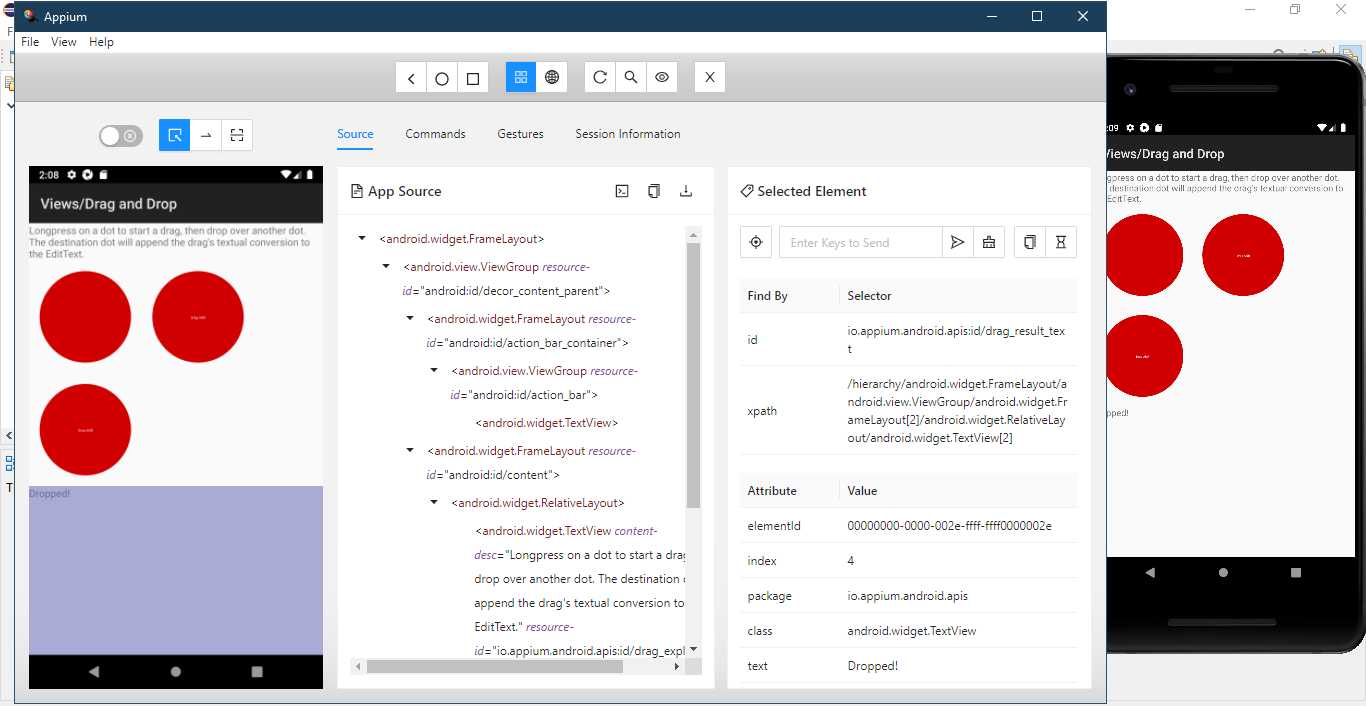 Appium
File View Help
Source Commands Gestures Session Information
2:08
Views/Drag and Drop
Longpress on a dot to start a drag, then drop over another dot.
The destination dot will append the drag's textual conversion to
the EditText.
Dropped!
App Source
<android.widget.FrameLayout>
<android.view.ViewGroup resource-
id="android:id/decor_content_parent">
<android.widget.FrameLayout resource-
id="android:id/action_bar_container">
<android.view.ViewGroup resource-
id="android:id/action_bar">
<android.widget.TextView>
<android.widget.FrameLayout resource-
id="android:id/content">
<android.widget.RelativeLayout>
<android.widget.TextView content-
desc="Longpress on a dot to start a drag
drop over another dot. The destination
append the drag's textual conversion to
EditText." resource-
id="io.appium.android.apis:id/drag_expl
Selected Element
Enter Keys to Send
Find By Selector
id io.appium.android.apis:id/drag_result_tex
t
xpath /hierarchy/android.widget.FrameLayout/a
ndroid.view.ViewGroup/android.widget.Fr
ameLayout[2]/android.widget.RelativeLay
out/android.widget.TextView[2]
Attribute Value
elementId 00000000-0000-002e-ffff-ffff0000002e
index 4
package io.appium.android.apis
class android.widget.TextView
text Dropped!
:09
Views/Drag and Drop
ngpress on a dot to start a drag, then drop over another dot.
destination dot will append the drag's textual conversion to
EditText.
pped!
F
T